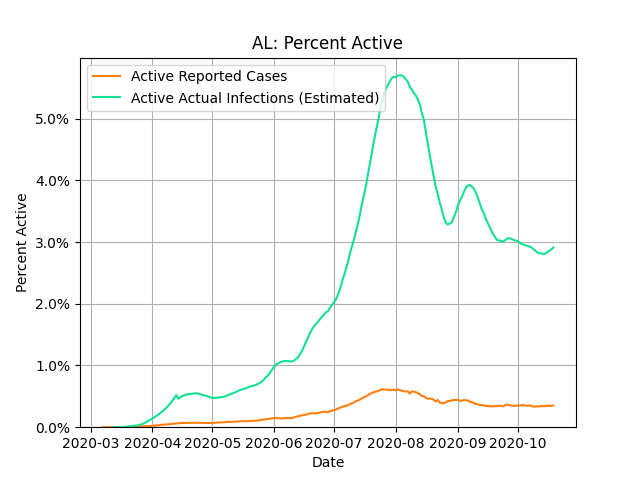 AL: Percent Active
Active Reported Cases
Active Actual Infections (Estimated)
Percent Active
5.0%
4.0%
3.0%
2.0%
1.0%
0.0%
2020-03 2020-04 2020-05 2020-06 2020-07 2020-08 2020-09 2020-10
Date